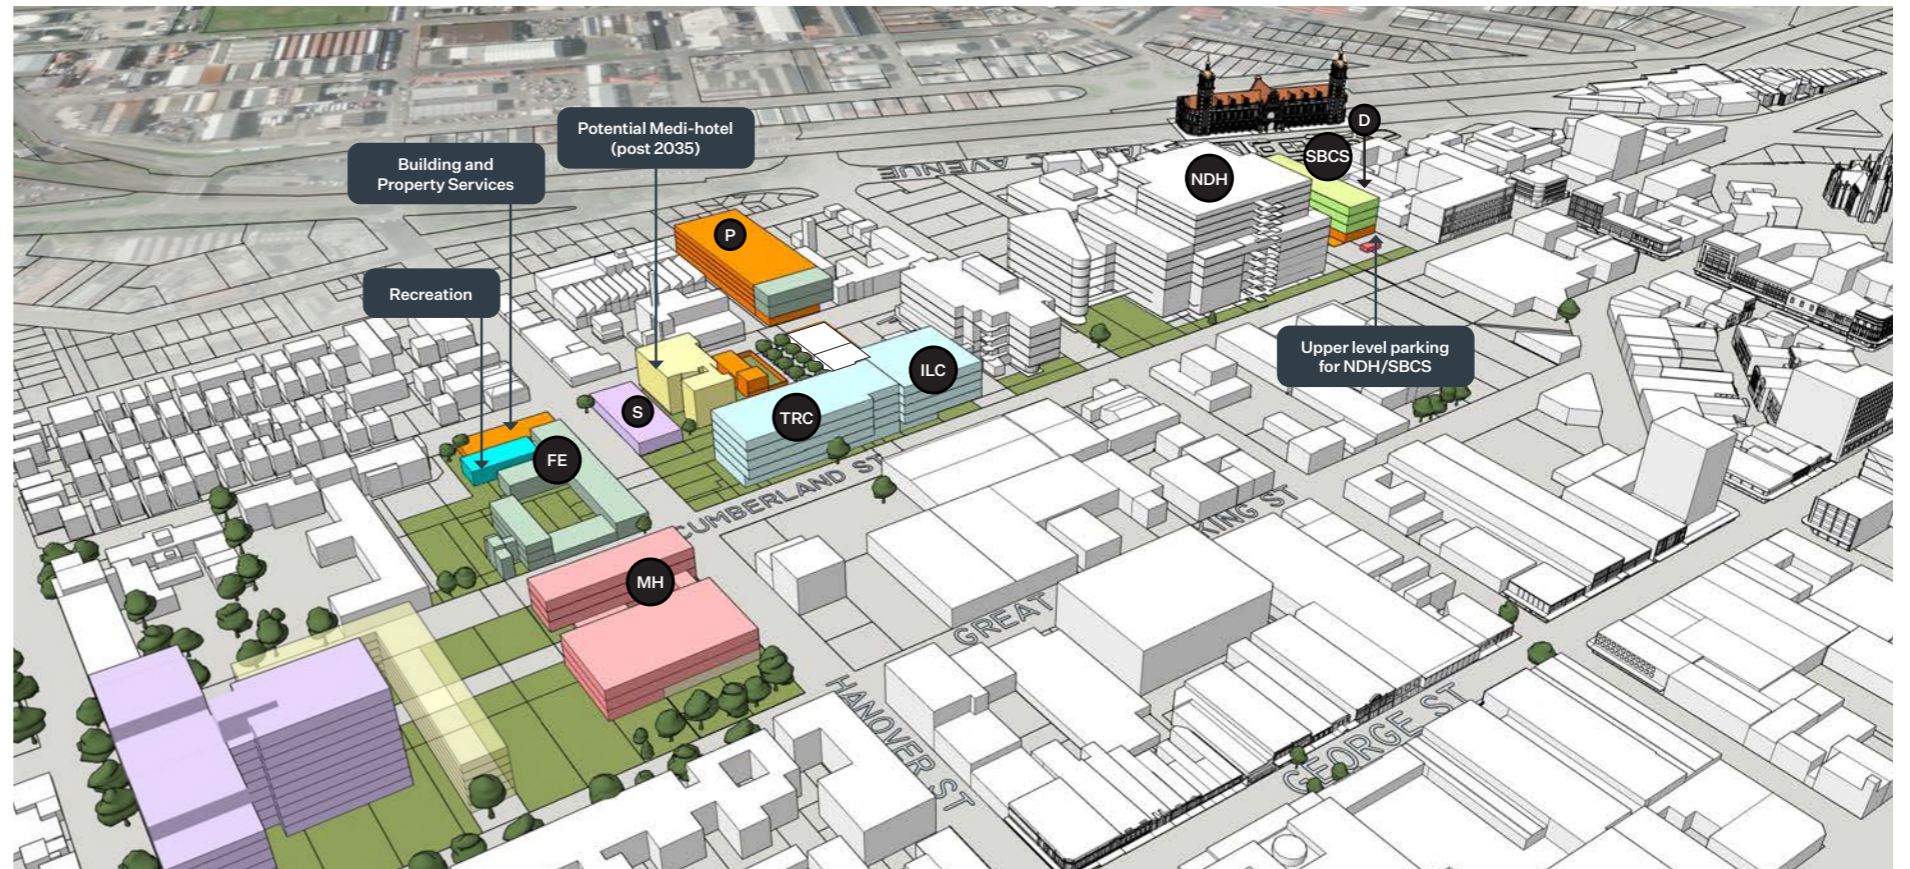 Potential Medi-hotel
(post 2035)
Building and
Property Services
Recreation
D
SBCS
NDH
AVENUE
P
Upper level parking
for NDH/SBCS
ILC
S
TRC
FE
CUMBERLAND ST
KING ST
MH
GREAT
HANOVER ST
GEORGE ST